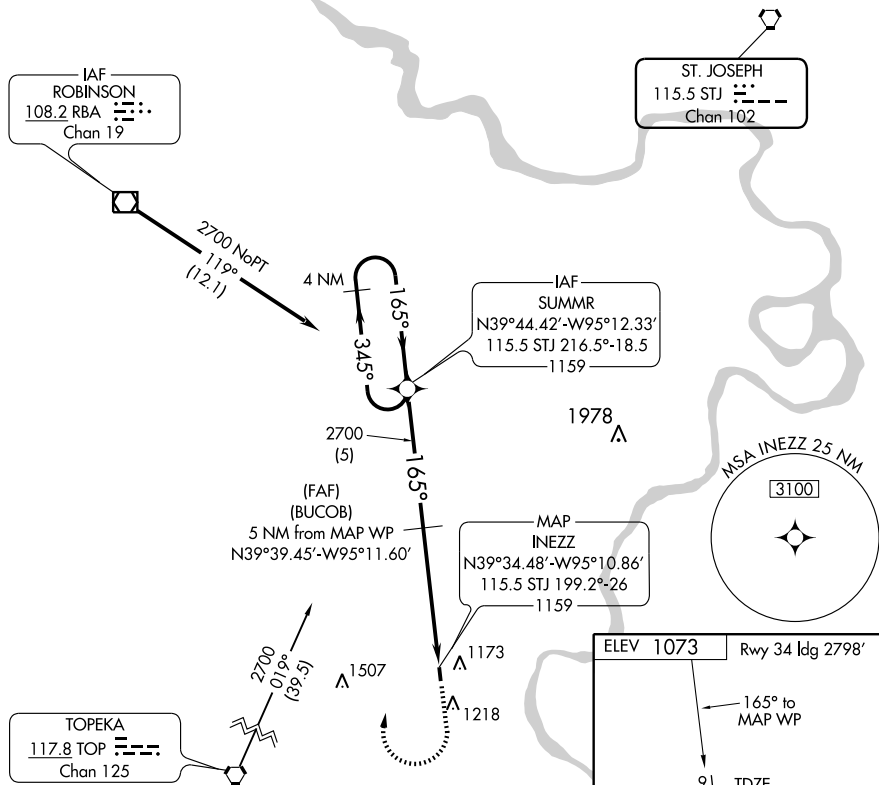 IAF
ROBINSON
108.2 RBA
Chan 19
ST. JOSEPH
115.5 STJ
Chan 102
2700 NoPT
119°
(12.1)
4 NM
165°
345°
IAF
SUMMR
N39°44.42'-W95°12.33'
115.5 STJ 216.5°-18.5
1159
1978
2700
(5)
165°
MSA INEZZ 25 NM
3100
(FAF)
(BUCOB)
5 NM from MAP WP
N39°39.45'-W95°11.60'
MAP
INEZZ
N39°34.48'-W95°10.86'
115.5 STJ 199.2°-26
1159
2700
019°
(39.5)
1507
1173
1218
TOPEKA
117.8 TOP
Chan 125
ELEV 1073
Rwy 34 ldg 2798'
165° to
MAP WP
TDZE